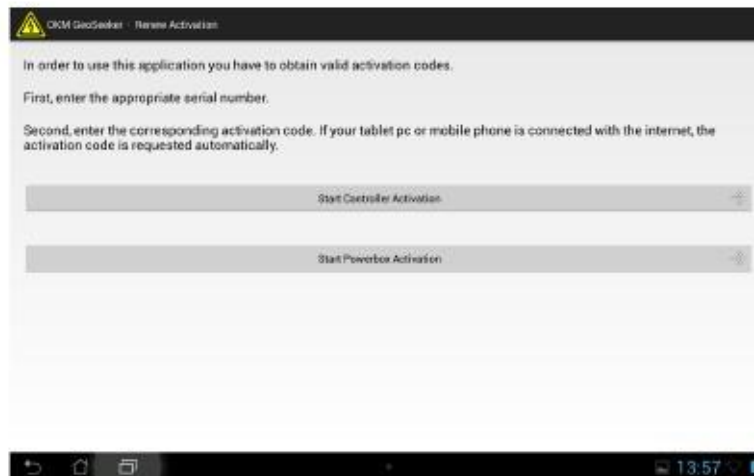 OKM GeoSeeker - Renew Activation
In order to use this application you have to obtain valid activation codes.
First, enter the appropriate serial number.
Second, enter the corresponding activation code. If your tablet pc or mobile phone is connected with the internet, the
activation code is requested automatically.
Start Controller Activation
Start Powerbox Activation
13:57